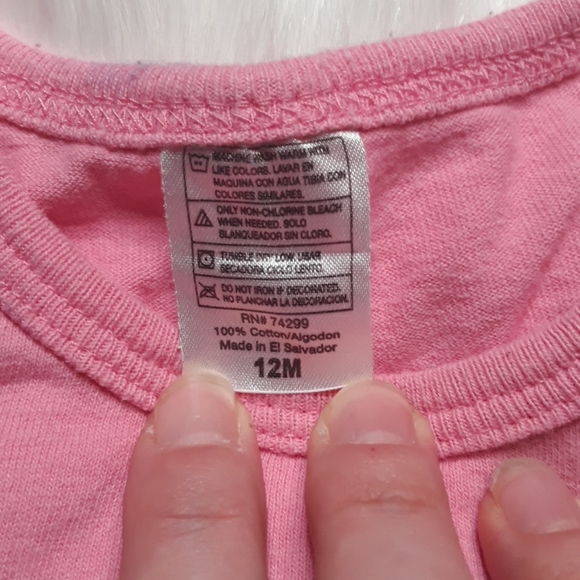 MACHINE WASH WARM WITH
LIKE COLORS. LAVAR EN
MAQUINA CON AGUA TIBIA CON
COLORES SIMILARES.
ONLY NON-CHLORINE BLEACH
WHEN NEEDED. SOLO
BLANQUEADOR SIN CLORO.
TUMBLE DRY LOW. USAR
SECADORA CICLO LENTO.
DO NOT IRON IF DECORATED.
NO PLANCHAR LA DECORACION.
RN# 74299
100% Cotton/Algodon
Made in El Salvador
12M